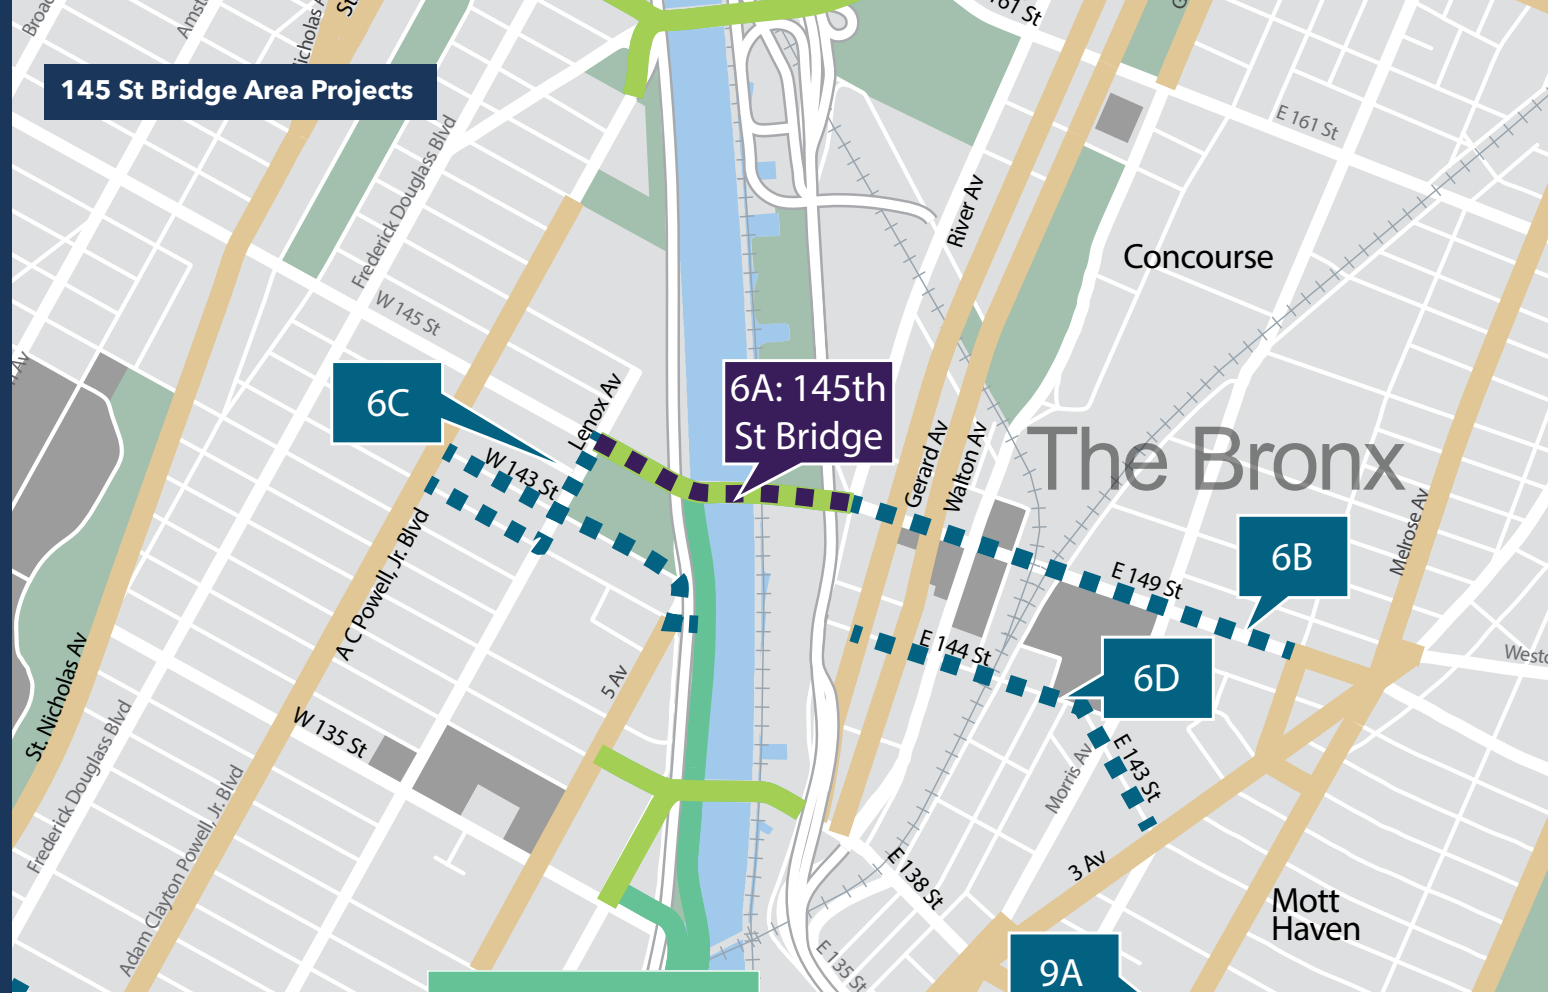 161 St
145 St Bridge Area Projects
E 161 St
Frederick Douglass Blvd
River Av
Concourse
W 145 St
6C
Lenox Av
6A: 145th
St Bridge
W 143 St
Gerard Av
Walton Av
The Bronx
Melrose Av
A C Powell, Jr. Blvd
E 149 St
6B
E 144 St
6D
St. Nicholas Av
5 Av
W 135 St
Frederick Douglass Blvd
Adam Clayton Powell, Jr. Blvd
Morris Av
E 143 St
3 Av
E 138 St
Mott
Haven
E 135 St
9A